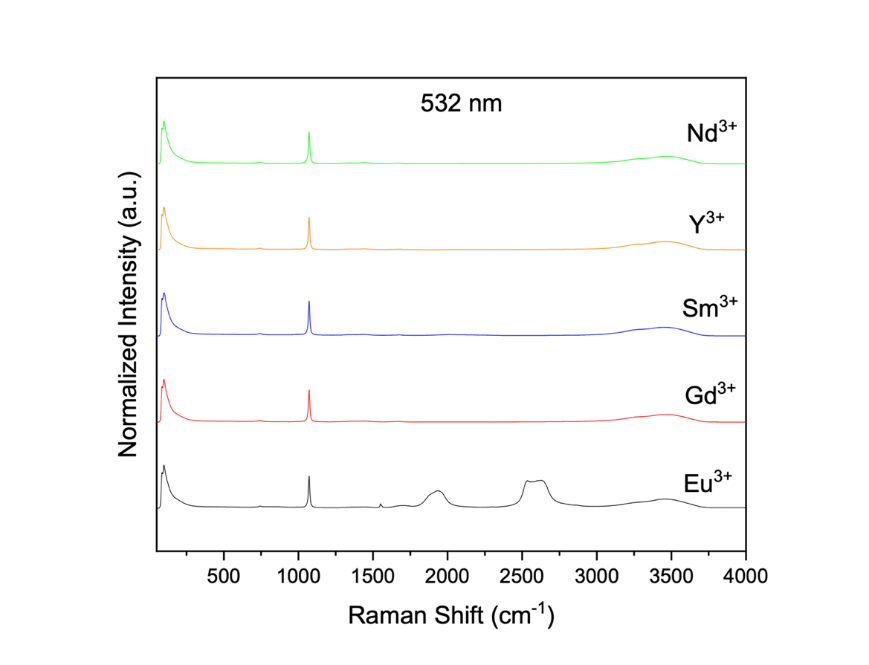 532 nm
Nd³⁺
Y³⁺
Sm³⁺
Gd³⁺
Eu³⁺
Normalized Intensity (a.u.)
500 1000 1500 2000 2500 3000 3500 4000
Raman Shift (cm⁻¹)